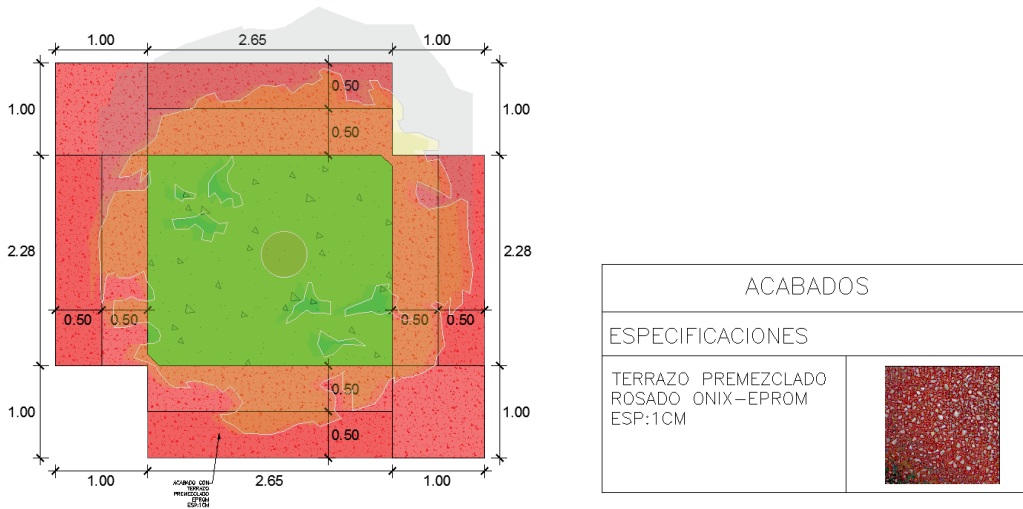 1.00
2.65
1.00
1.00
0.50
1.00
0.50
2.28
2.28
0.50
0.50
0.50
0.50
1.00
0.50
1.00
0.50
1.00
2.65
1.00
ACABADO CON
TERRAZO
PREMEZCLADO
EPROM
ESP:1CM
ACABADOS
ESPECIFICACIONES
TERRAZO PREMEZCLADO
ROSADO ONIX-EPROM
ESP:1CM